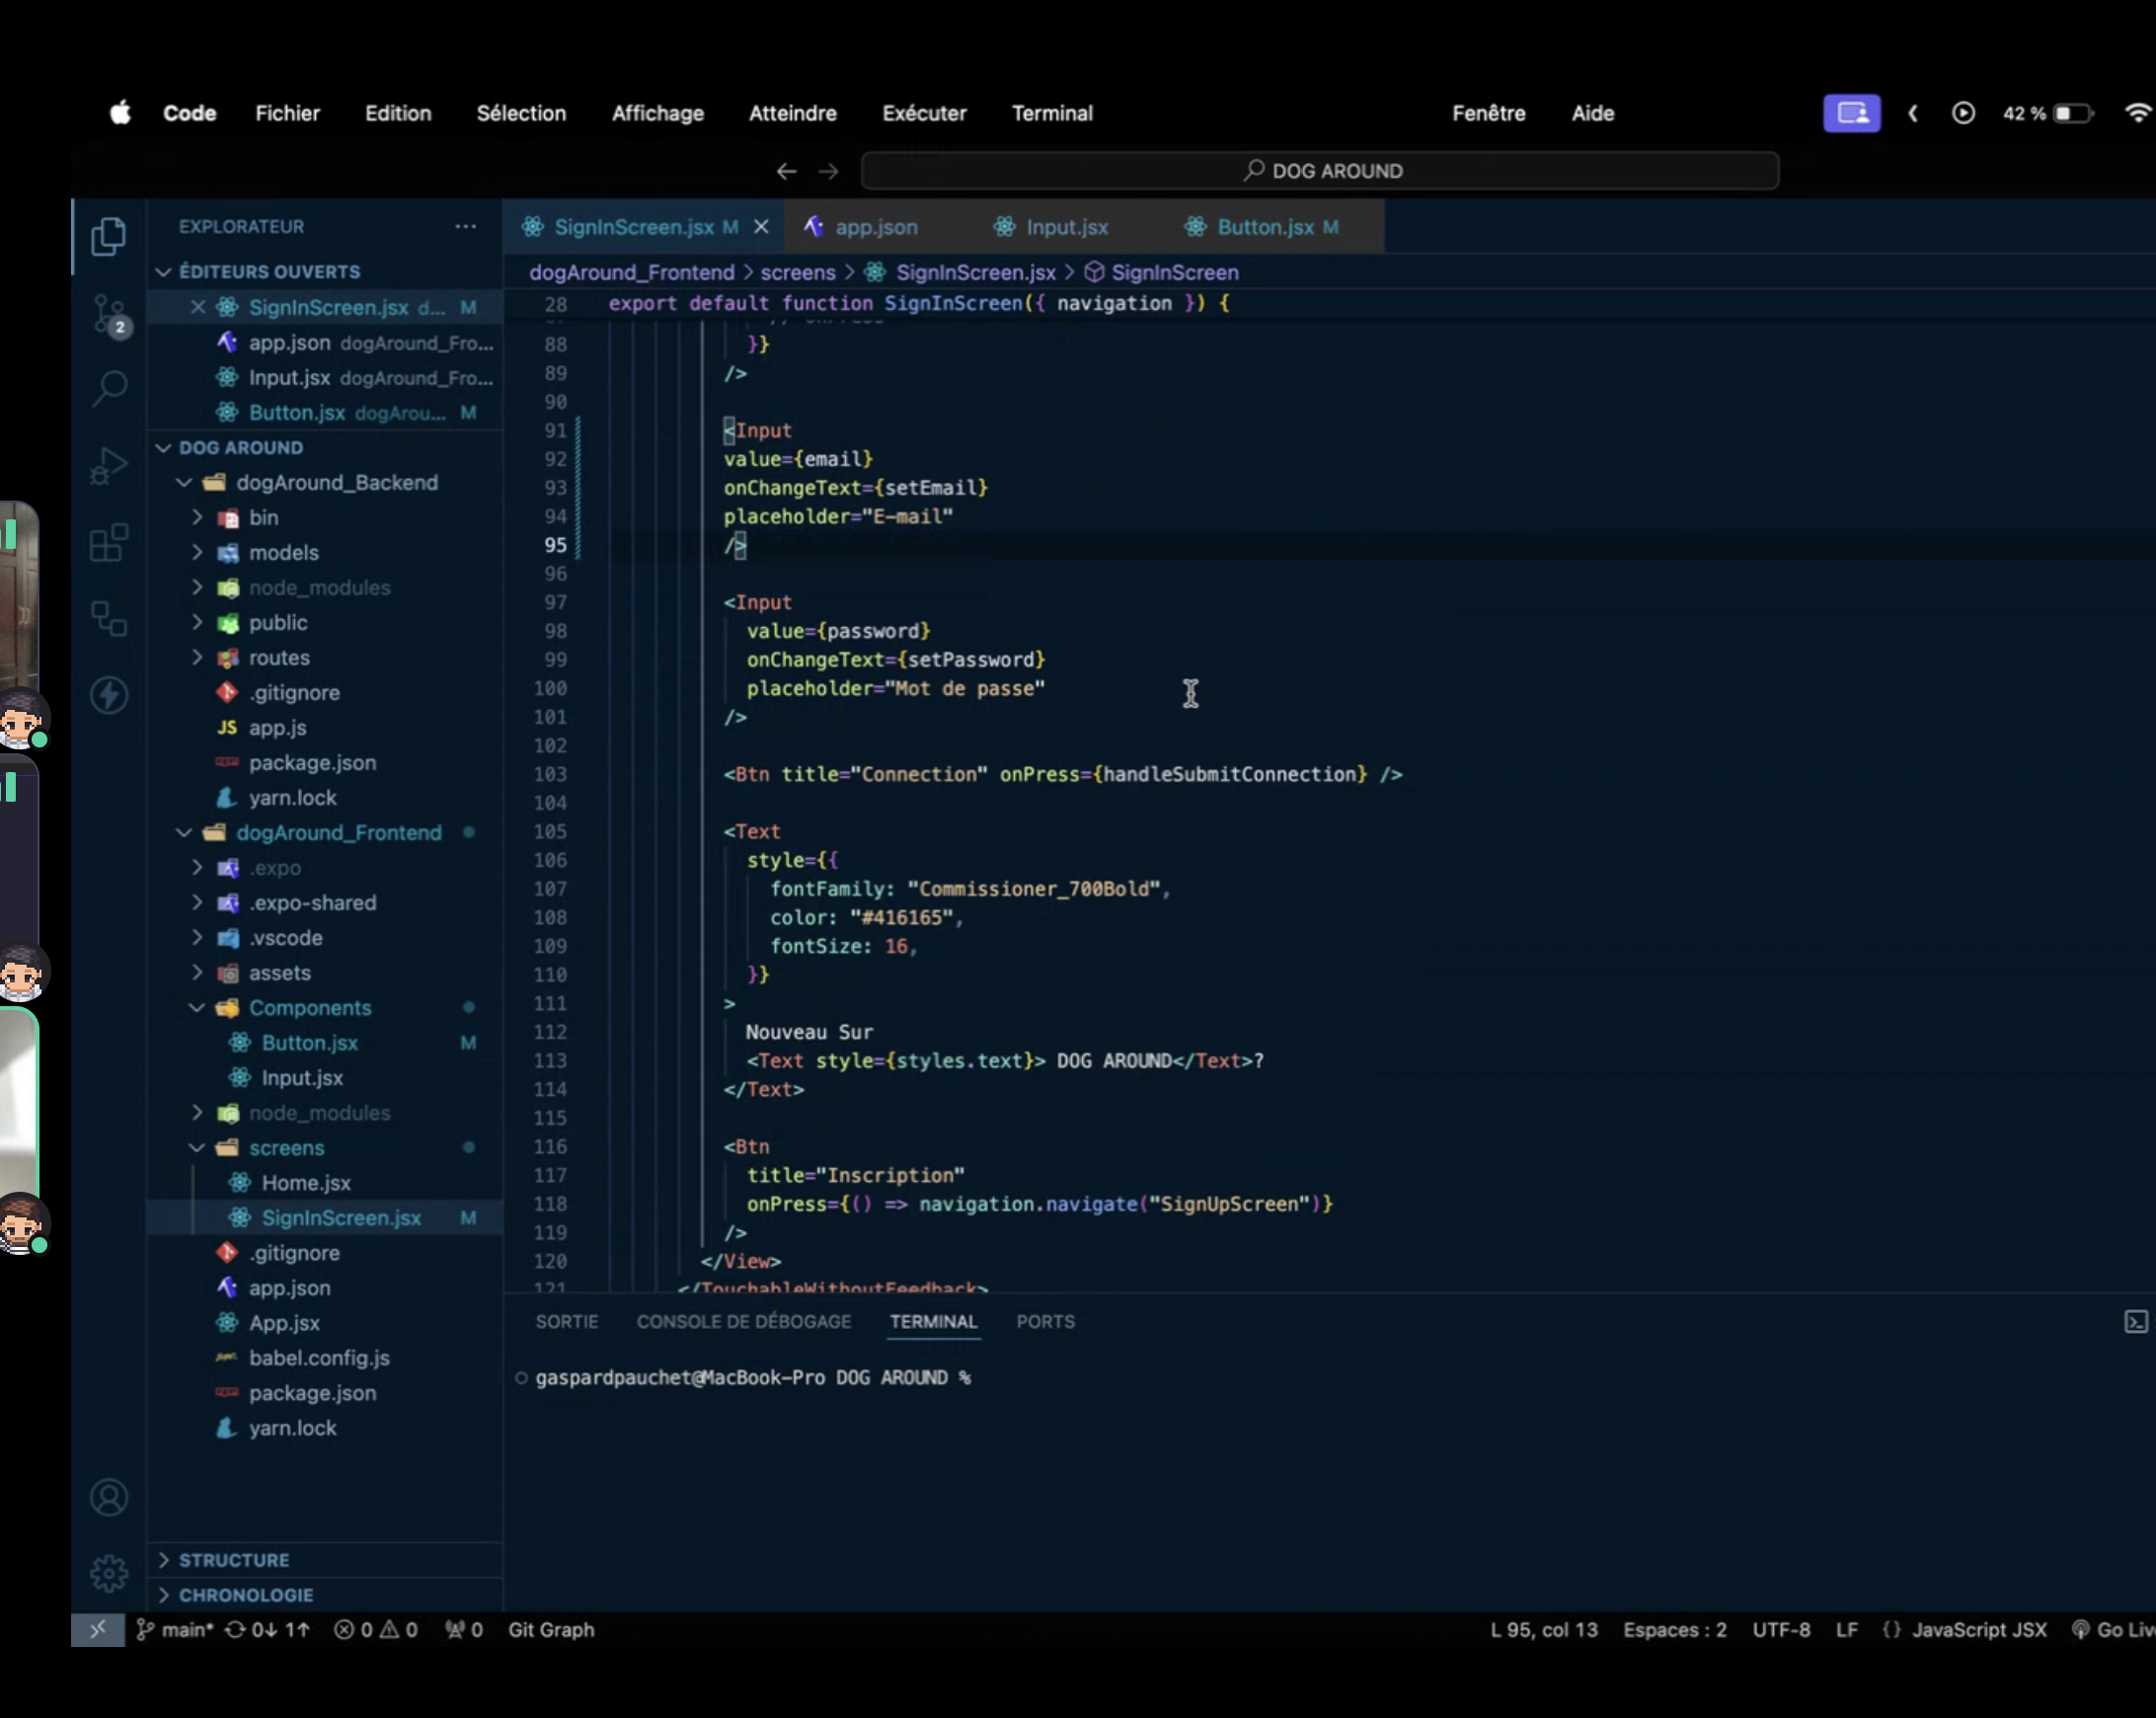 Code Fichier Edition Sélection Affichage Atteindre Exécuter Terminal Fenêtre Aide 42 %
DOG AROUND
EXPLORATEUR
ÉDITEURS OUVERTS
SignInScreen.jsx d... M
app.json dogAround_Fro...
Input.jsx dogAround_Fro...
Button.jsx dogArou... M
2
DOG AROUND
dogAround_Backend
bin
models
node_modules
public
routes
.gitignore
JS app.js
package.json
yarn.lock
dogAround_Frontend
.expo
.expo-shared
.vscode
assets
Components
Button.jsx M
Input.jsx
node_modules
screens
Home.jsx
SignInScreen.jsx M
.gitignore
app.json
App.jsx
babel.config.js
package.json
yarn.lock
STRUCTURE
CHRONOLOGIE
SignInScreen.jsx M app.json Input.jsx Button.jsx M
dogAround_Frontend > screens > SignInScreen.jsx > SignInScreen
28 export default function SignInScreen({ navigation }) {
88 }}
89 />
90
91 <Input
92 value={email}
93 onChangeText={setEmail}
94 placeholder="E-mail"
95 />
96
97 <Input
98 value={password}
99 onChangeText={setPassword}
100 placeholder="Mot de passe"
101 />
102
103 <Btn title="Connection" onPress={handleSubmitConnection} />
104
105 <Text
106 style={{
107 fontFamily: "Commissioner_700Bold",
108 color: "#416165",
109 fontSize: 16,
110 }}
111 >
112 Nouveau Sur
113 <Text style={styles.text}> DOG AROUND</Text>?
114 </Text>
115
116 <Btn
117 title="Inscription"
118 onPress={() => navigation.navigate("SignUpScreen")}
119 />
120 </View>
121 </TouchableWithoutFeedback>
SORTIE CONSOLE DE DÉBOGAGE TERMINAL PORTS
gaspardpauchet@MacBook-Pro DOG AROUND %
main* 0↓ 1↑ 0 0 0 Git Graph L 95, col 13 Espaces : 2 UTF-8 LF {} JavaScript JSX Go Liv